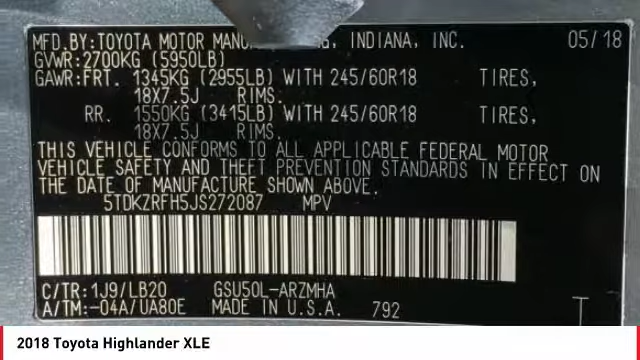 MFD.BY:TOYOTA MOTOR INDIANA, INC. 05/18
GVWR:2700KG (5950LB)
GAWR:FRT. 1345KG (2955LB) WITH 245/60R18 TIRES,
18X7.5J RIMS.
RR. 1550KG (3415LB) WITH 245/60R18 TIRES,
18X7.5J RIMS.
THIS VEHICLE CONFORMS TO ALL APPLICABLE FEDERAL MOTOR
VEHICLE SAFETY AND THEFT PREVENTION STANDARDS IN EFFECT ON
THE DATE OF MANUFACTURE SHOWN ABOVE.
5TDKZRFH5JS272087 MPV
C/TR:1J9/LB20 GSU50L-ARZMHA
A/TM:-04A/UA80E MADE IN U.S.A. 792
2018 Toyota Highlander XLE